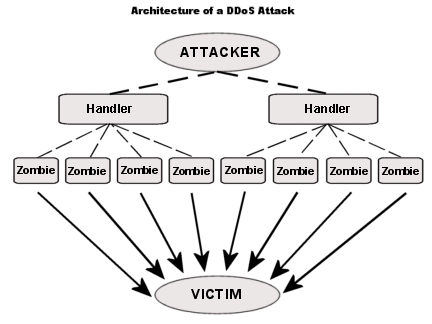 Architecture of a DDoS Attack
ATTACKER
Handler Handler
Zombie Zombie Zombie Zombie Zombie Zombie Zombie Zombie
VICTIM